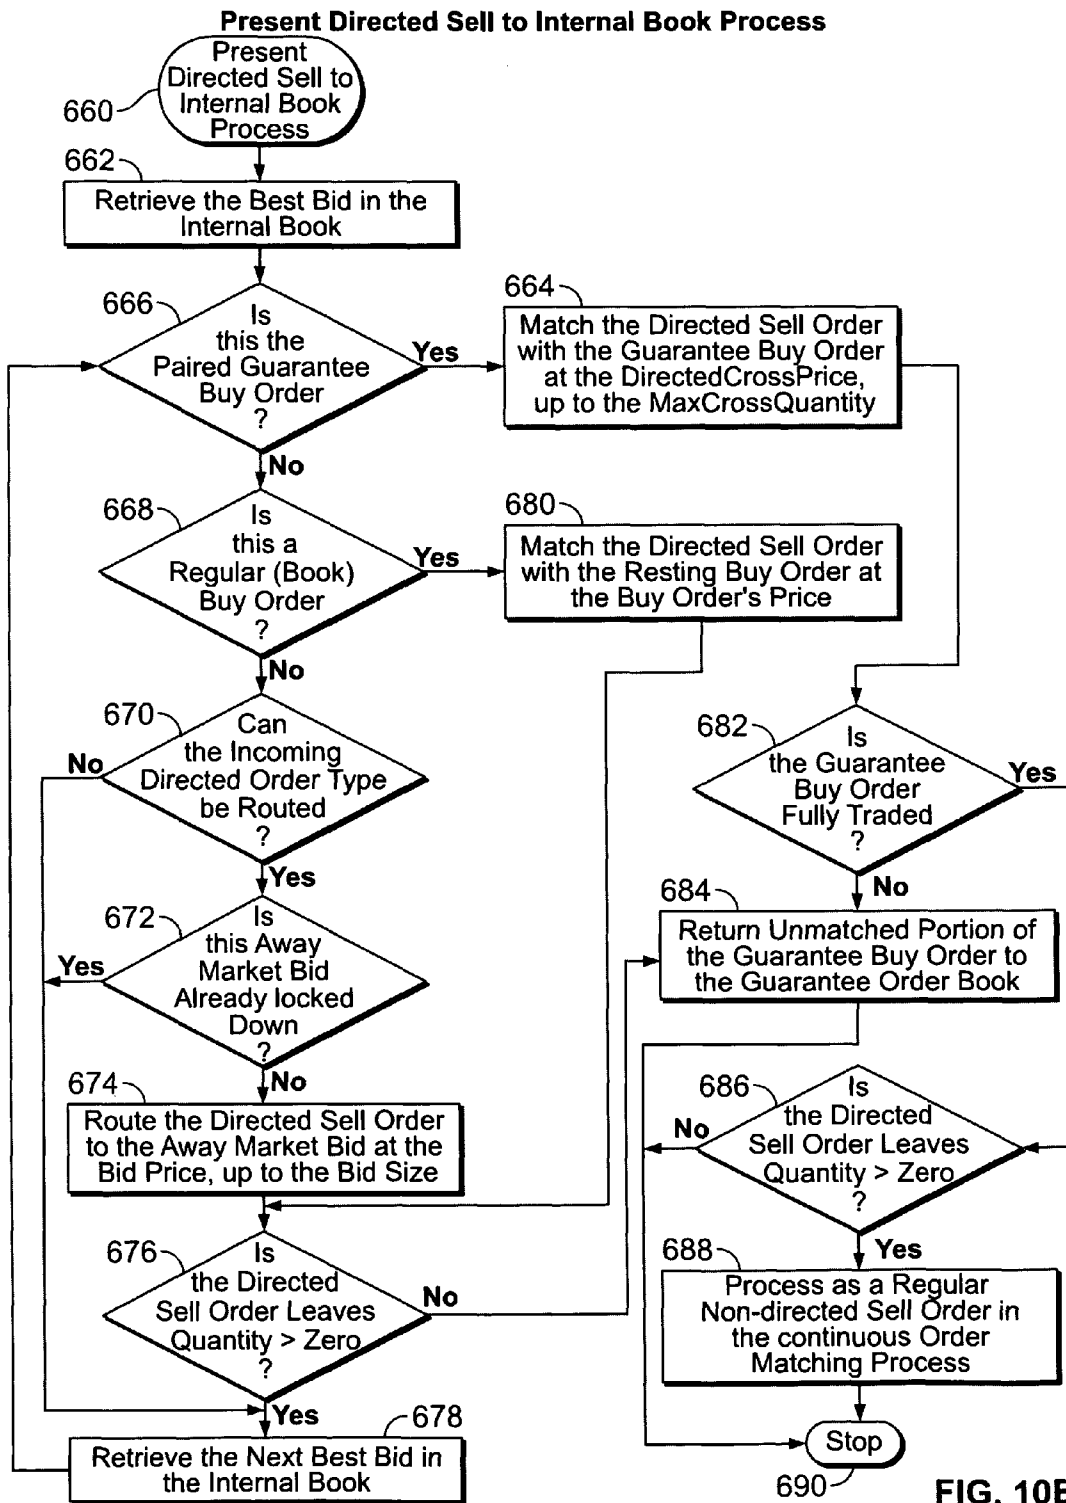 Present Directed Sell to Internal Book Process
Present
Directed Sell to
Internal Book
Process
660
662
Retrieve the Best Bid in the
Internal Book
666
Is
this the
Paired Guarantee
Buy Order
?
Yes
No
664
Match the Directed Sell Order
with the Guarantee Buy Order
at the DirectedCrossPrice,
up to the MaxCrossQuantity
668
Is
this a
Regular (Book)
Buy Order
?
Yes
No
680
Match the Directed Sell Order
with the Resting Buy Order at
the Buy Order's Price
670
Can
the Incoming
Directed Order Type
be Routed
?
No
Yes
682
Is
the Guarantee
Buy Order
Fully Traded
?
Yes
No
672
Is
this Away
Market Bid
Already locked
Down
?
Yes
No
684
Return Unmatched Portion of
the Guarantee Buy Order to
the Guarantee Order Book
674
Route the Directed Sell Order
to the Away Market Bid at the
Bid Price, up to the Bid Size
686
Is
the Directed
Sell Order Leaves
Quantity > Zero
?
No
Yes
676
Is
the Directed
Sell Order Leaves
Quantity > Zero
?
No
Yes
688
Process as a Regular
Non-directed Sell Order in
the continuous Order
Matching Process
678
Retrieve the Next Best Bid in
the Internal Book
Stop
690
FIG. 10B